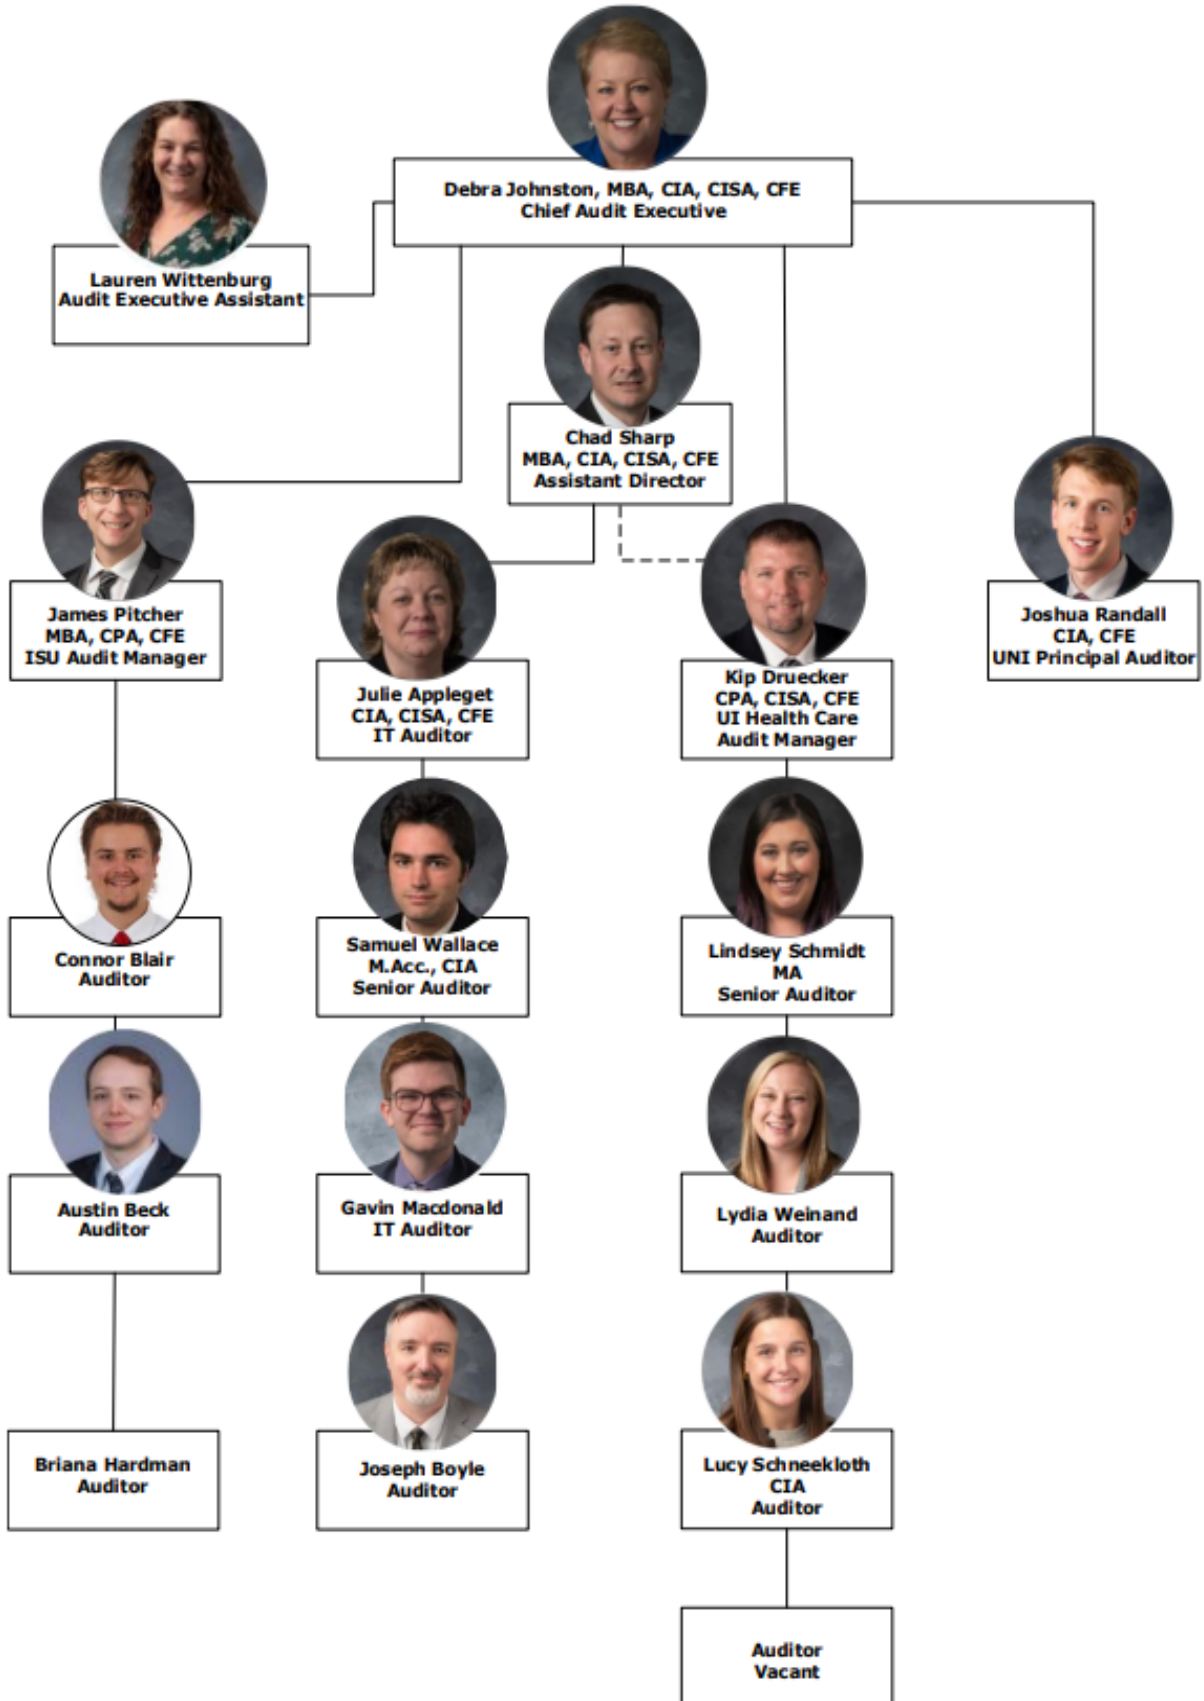 Debra Johnston, MBA, CIA, CISA, CFE
Chief Audit Executive
Lauren Wittenburg
Audit Executive Assistant
Chad Sharp
MBA, CIA, CISA, CFE
Assistant Director
James Pitcher
MBA, CPA, CFE
ISU Audit Manager
Julie Appleget
CIA, CISA, CFE
IT Auditor
Kip Druecker
CPA, CISA, CFE
UI Health Care
Audit Manager
Joshua Randall
CIA, CFE
UNI Principal Auditor
Connor Blair
Auditor
Samuel Wallace
M.Acc., CIA
Senior Auditor
Lindsey Schmidt
MA
Senior Auditor
Austin Beck
Auditor
Gavin Macdonald
IT Auditor
Lydia Weinand
Auditor
Briana Hardman
Auditor
Joseph Boyle
Auditor
Lucy Schneekloth
CIA
Auditor
Auditor
Vacant